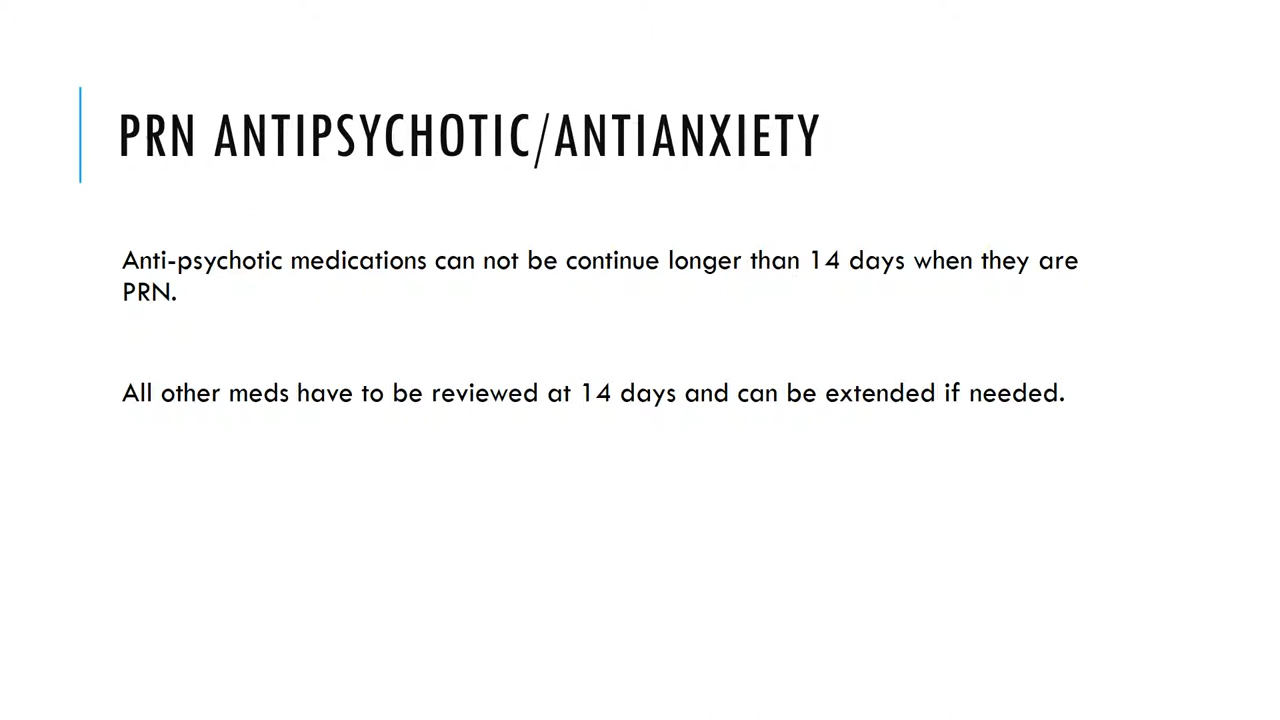 PRN ANTIPSYCHOTIC/ANTIANXIETY
Anti-psychotic medications can not be continue longer than 14 days when they are
PRN.
All other meds have to be reviewed at 14 days and can be extended if needed.